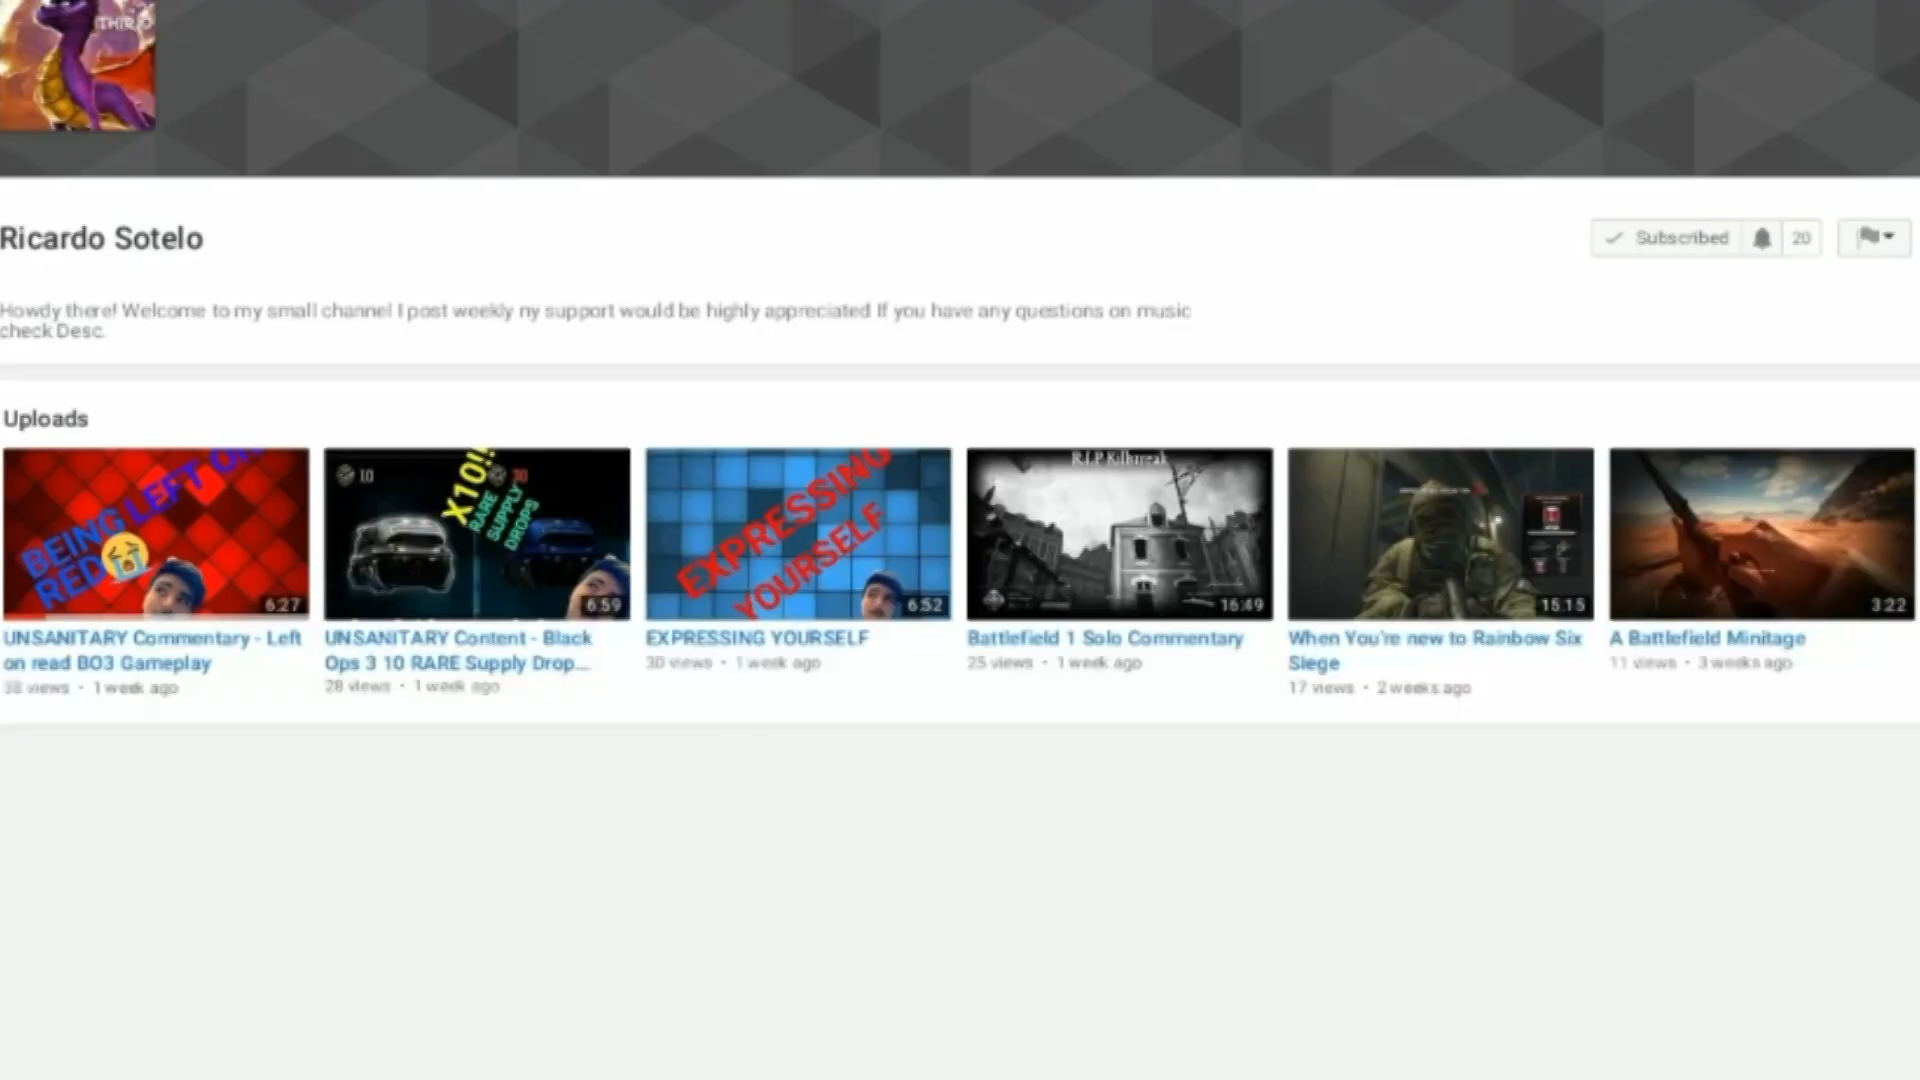 THIRD
Ricardo Sotelo
Subscribed 20
Howdy there! Welcome to my small channel I post weekly ny support would be highly appreciated If you have any questions on music
check Desc.
Uploads
BEING LEFT ON
RED
6:27
10
X10!!
30
RARE
SUPPLY
DROPS
6:59
EXPRESSING
YOURSELF
6:52
R.I.P Kilbreak
16:49
15:15
3:22
UNSANITARY Commentary - Left
on read BO3 Gameplay
38 views • 1 week ago
UNSANITARY Content - Black
Ops 3 10 RARE Supply Drop...
28 views • 1 week ago
EXPRESSING YOURSELF
30 views • 1 week ago
Battlefield 1 Solo Commentary
25 views • 1 week ago
When You're new to Rainbow Six
Siege
17 views • 2 weeks ago
A Battlefield Minitage
11 views • 3 weeks ago